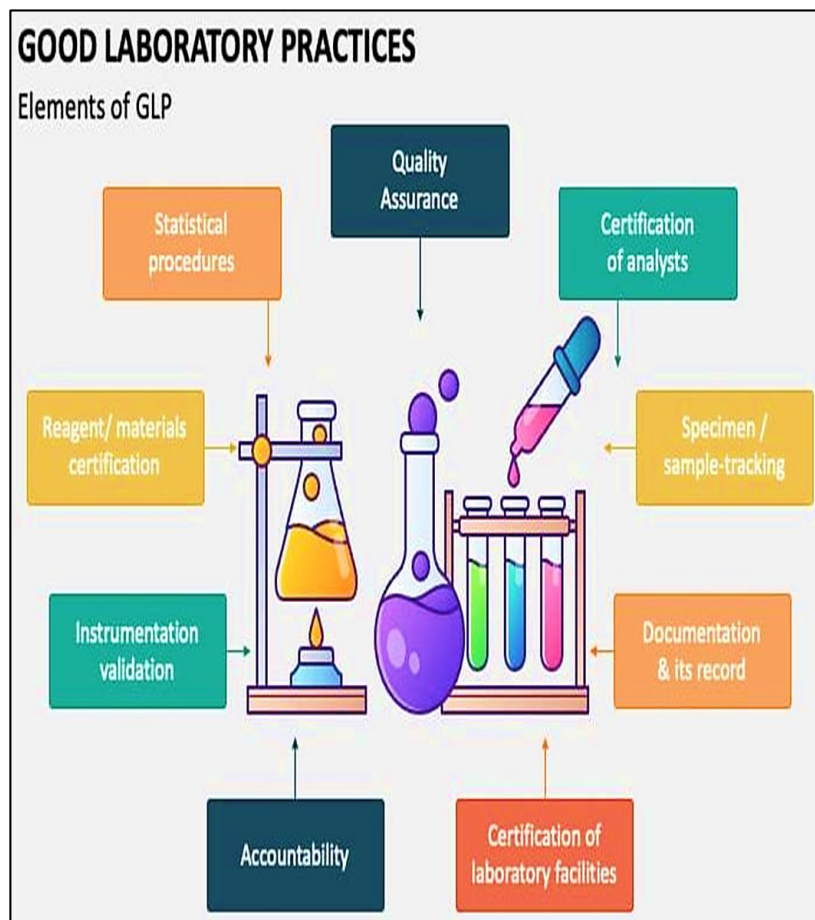 GOOD LABORATORY PRACTICES
Elements of GLP
Quality
Assurance
Statistical
procedures
Certification
of analysts
Reagent/ materials
certification
Specimen /
sample-tracking
Instrumentation
validation
Documentation
& its record
Accountability
Certification of
laboratory facilities